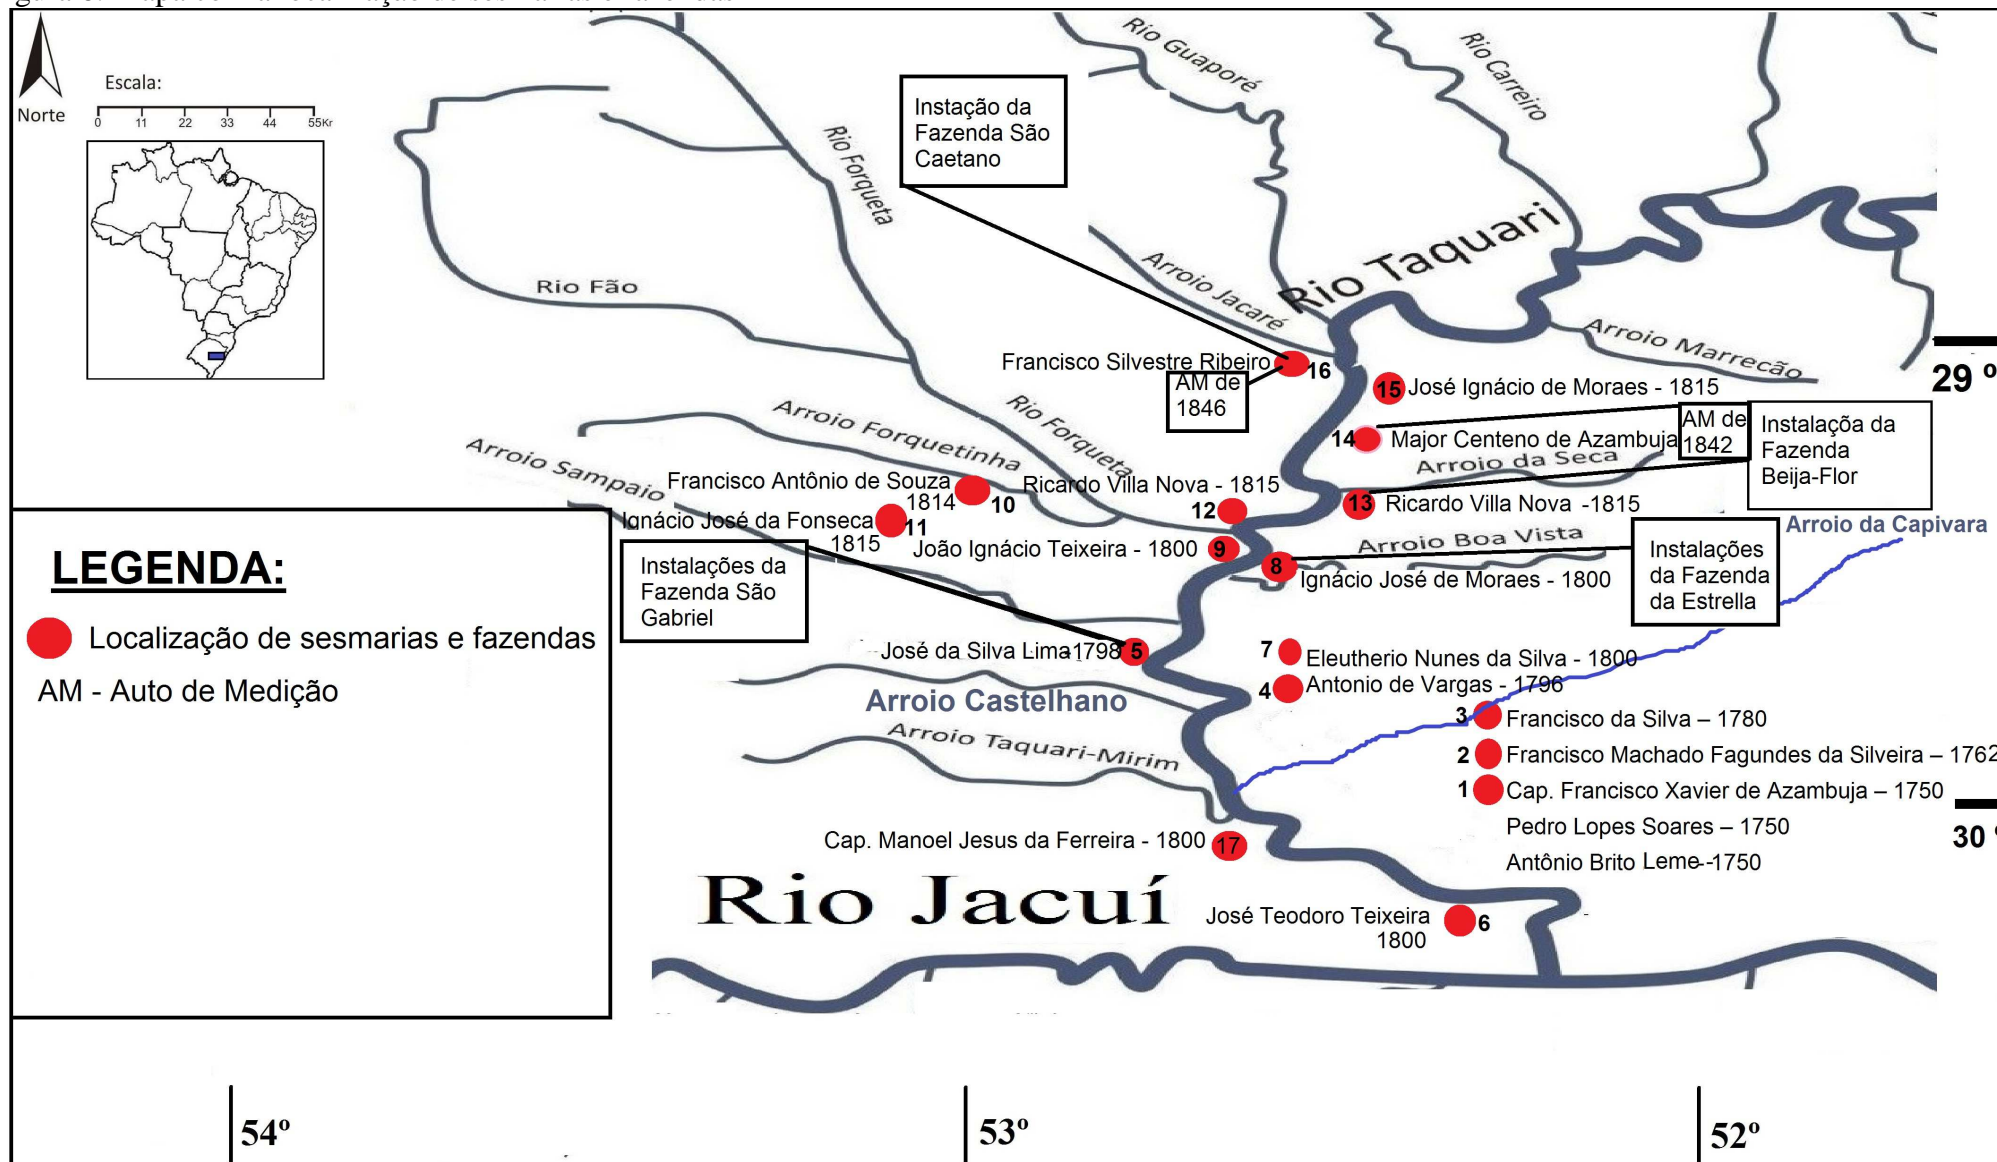 Norte
Escala:
0 11 22 33 44 55Kr
Rio Guaporé
Rio Carreiro
Instação da
Fazenda São
Caetano
Rio Forqueta
Rio Fão
Arroio Jacaré
Rio Taquari
Arroio Marrecão
29 º
Francisco Silvestre Ribeiro
16
AM de
1846
15 José Ignácio de Moraes - 1815
14 Major Centeno de Azambuja
AM de
1842
Instalaçõa da
Fazenda
Beija-Flor
Arroio da Seca
Arroio Forquetinha
Rio Forqueta
Arroio Sampaio
Francisco Antônio de Souza
1814
10
Ricardo Villa Nova - 1815
12
13 Ricardo Villa Nova -1815
Ignácio José da Fonseca
1815
11
João Ignácio Teixeira - 1800
9
Arroio Boa Vista
8
Ignácio José de Moraes - 1800
Arroio da Capivara
Instalações
da Fazenda
da Estrella
Instalações da
Fazenda São
Gabriel
LEGENDA:
Localização de sesmarias e fazendas
AM - Auto de Medição
José da Silva Lima-1798 5
7 Eleutherio Nunes da Silva - 1800
4 Antonio de Vargas - 1796
Arroio Castelhano
3 Francisco da Silva – 1780
Arroio Taquari-Mirim
2 Francisco Machado Fagundes da Silveira – 1762
1 Cap. Francisco Xavier de Azambuja – 1750
Pedro Lopes Soares – 1750
Antônio Brito Leme--1750
30 º
Cap. Manoel Jesus da Ferreira - 1800 17
Rio Jacuí
José Teodoro Teixeira
1800
6
54º
53º
52º